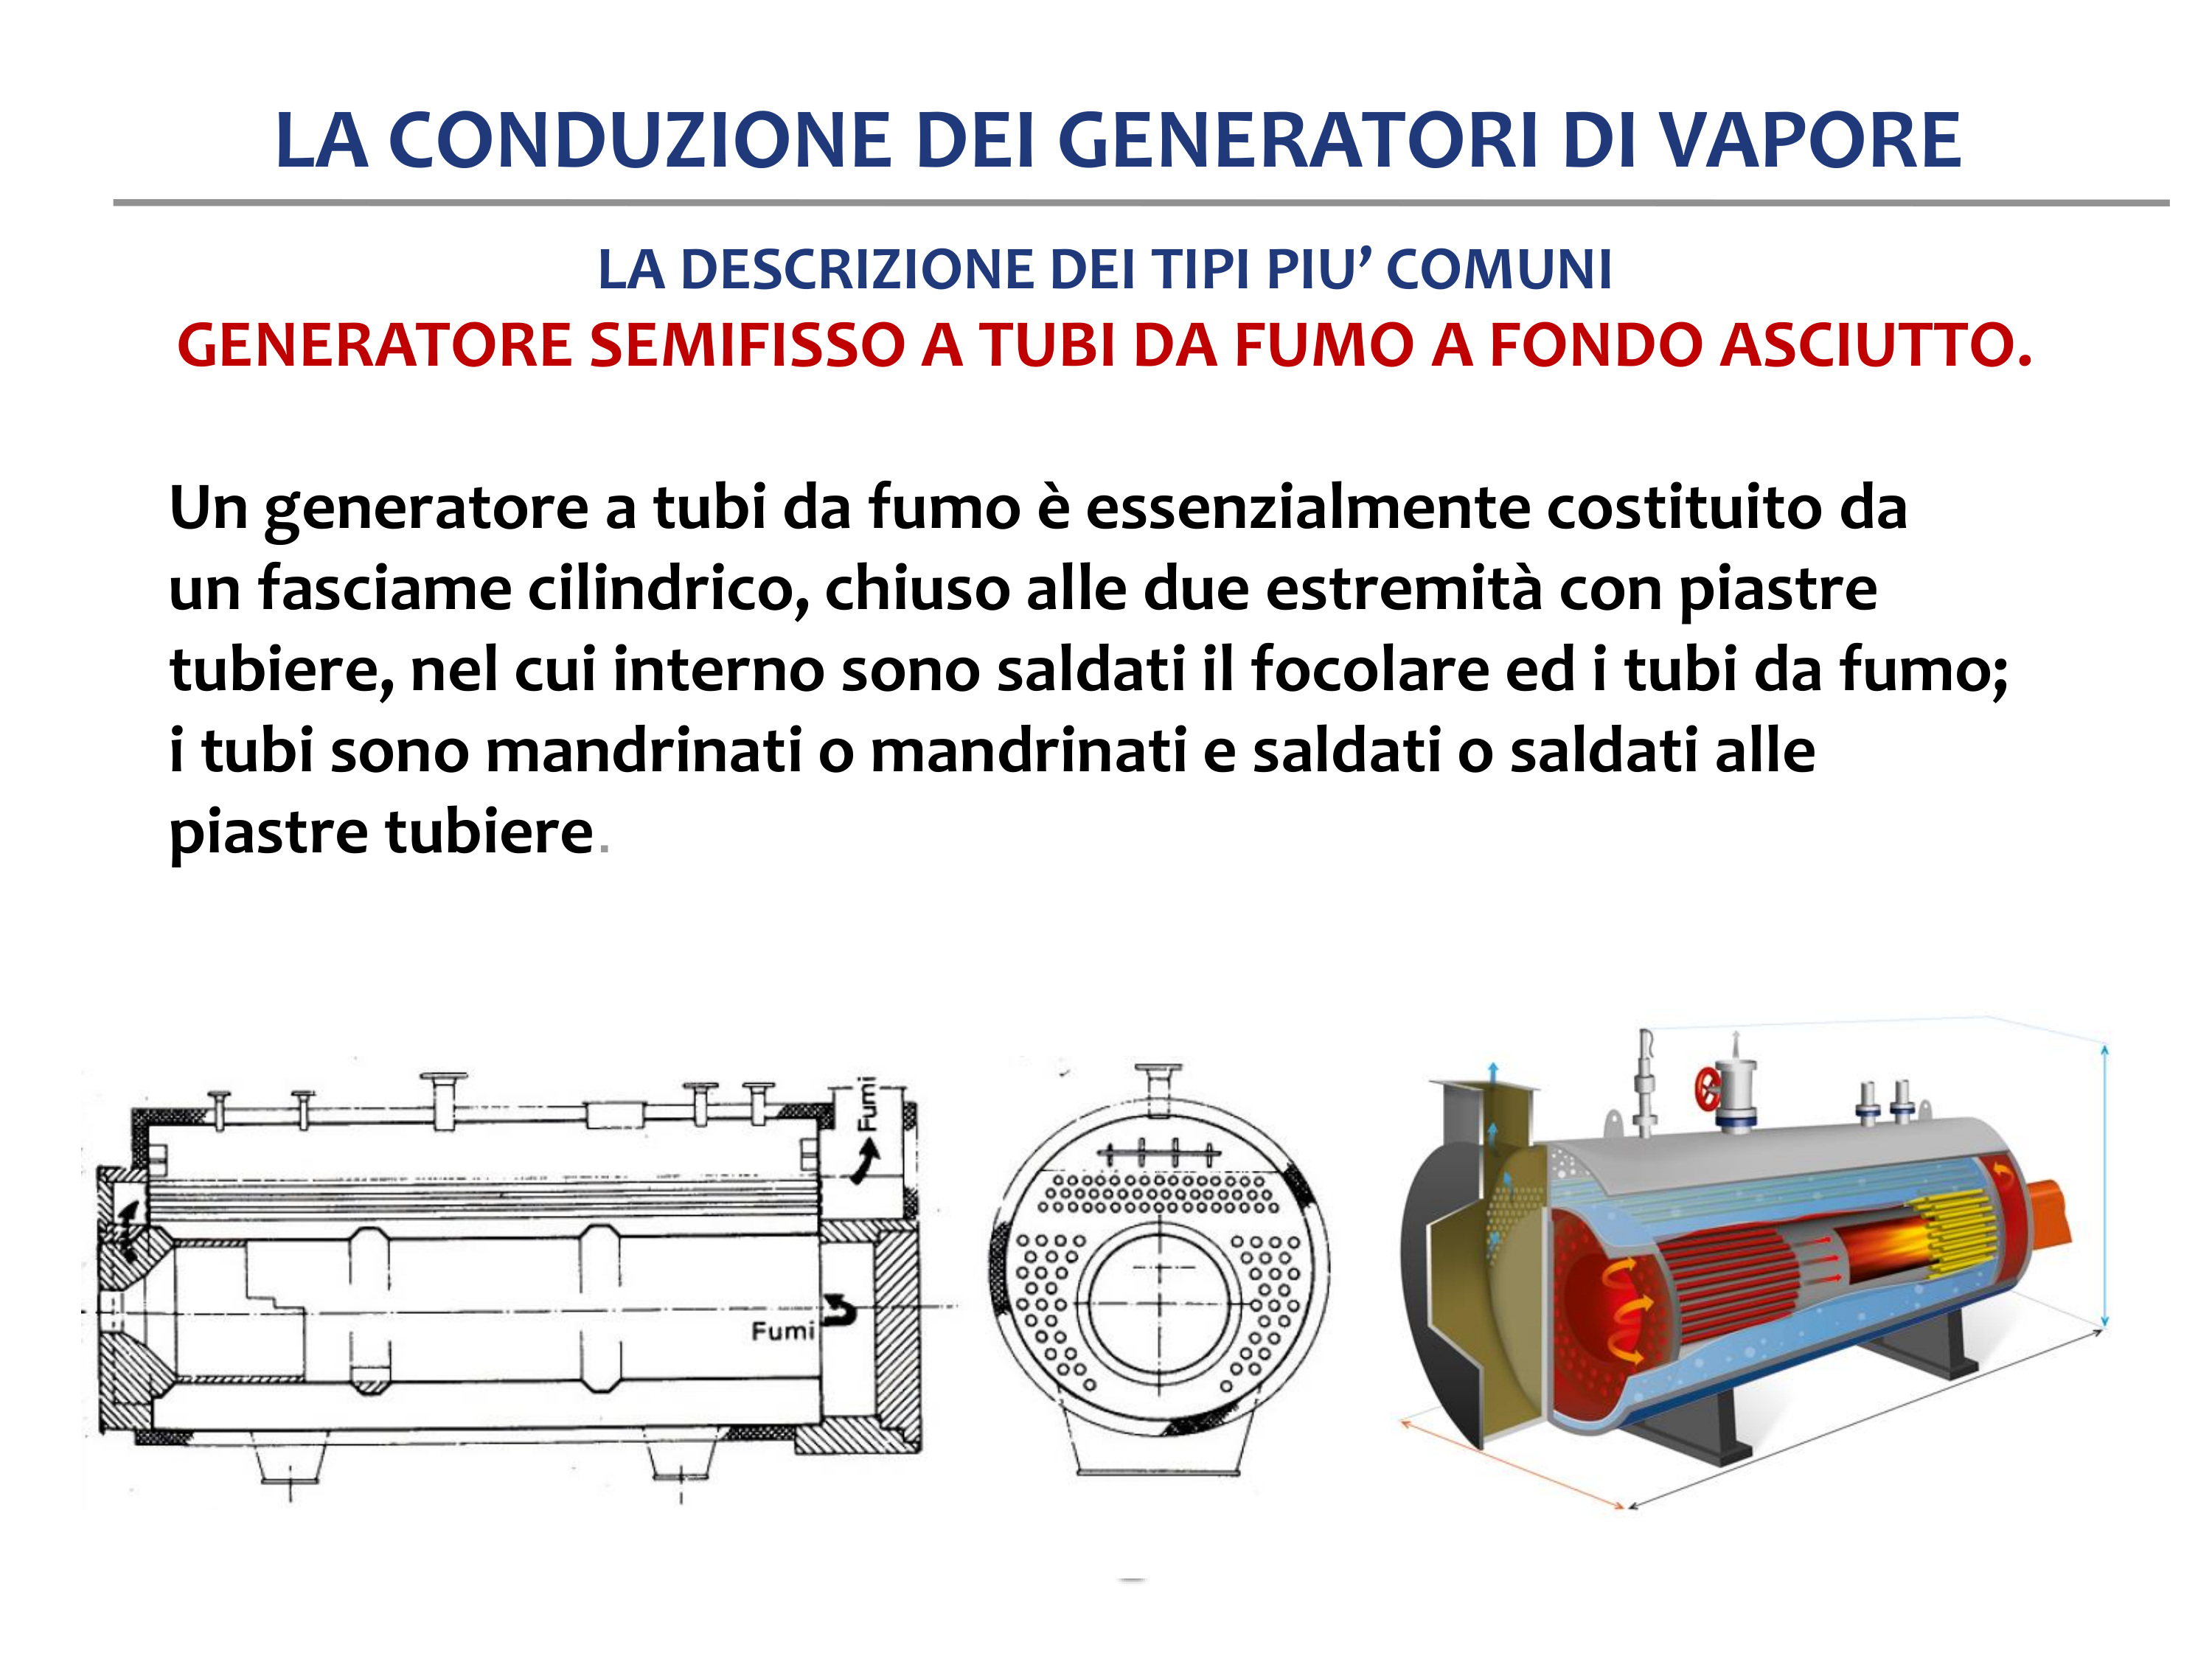 LA CONDUZIONE DEI GENERATORI DI VAPORE
LA DESCRIZIONE DEI TIPI PIU’ COMUNI
GENERATORE SEMIFISSO A TUBI DA FUMO A FONDO ASCIUTTO.
Un generatore a tubi da fumo è essenzialmente costituito da
un fasciame cilindrico, chiuso alle due estremità con piastre
tubiere, nel cui interno sono saldati il focolare ed i tubi da fumo;
i tubi sono mandrinati o mandrinati e saldati o saldati alle
piastre tubiere.
Fumi
Fumi